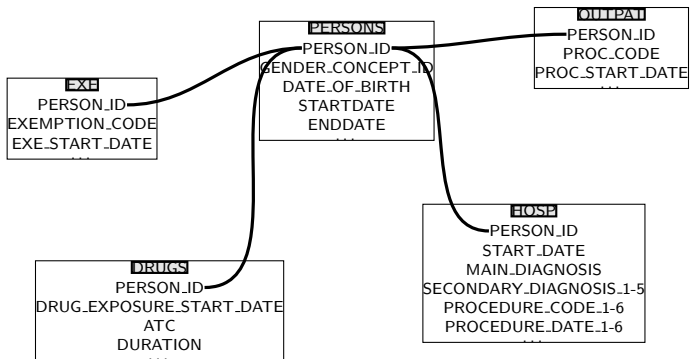 PERSONS
PERSON_ID
GENDER_CONCEPT_ID
DATE_OF_BIRTH
STARTDATE
ENDDATE
...
OUTPAT
PERSON_ID
PROC_CODE
PROC_START_DATE
...
EXE
PERSON_ID
EXEMPTION_CODE
EXE_START_DATE
...
HOSP
PERSON_ID
START_DATE
MAIN_DIAGNOSIS
SECONDARY_DIAGNOSIS_1-5
PROCEDURE_CODE_1-6
PROCEDURE_DATE_1-6
...
DRUGS
PERSON_ID
DRUG_EXPOSURE_START_DATE
ATC
DURATION
...